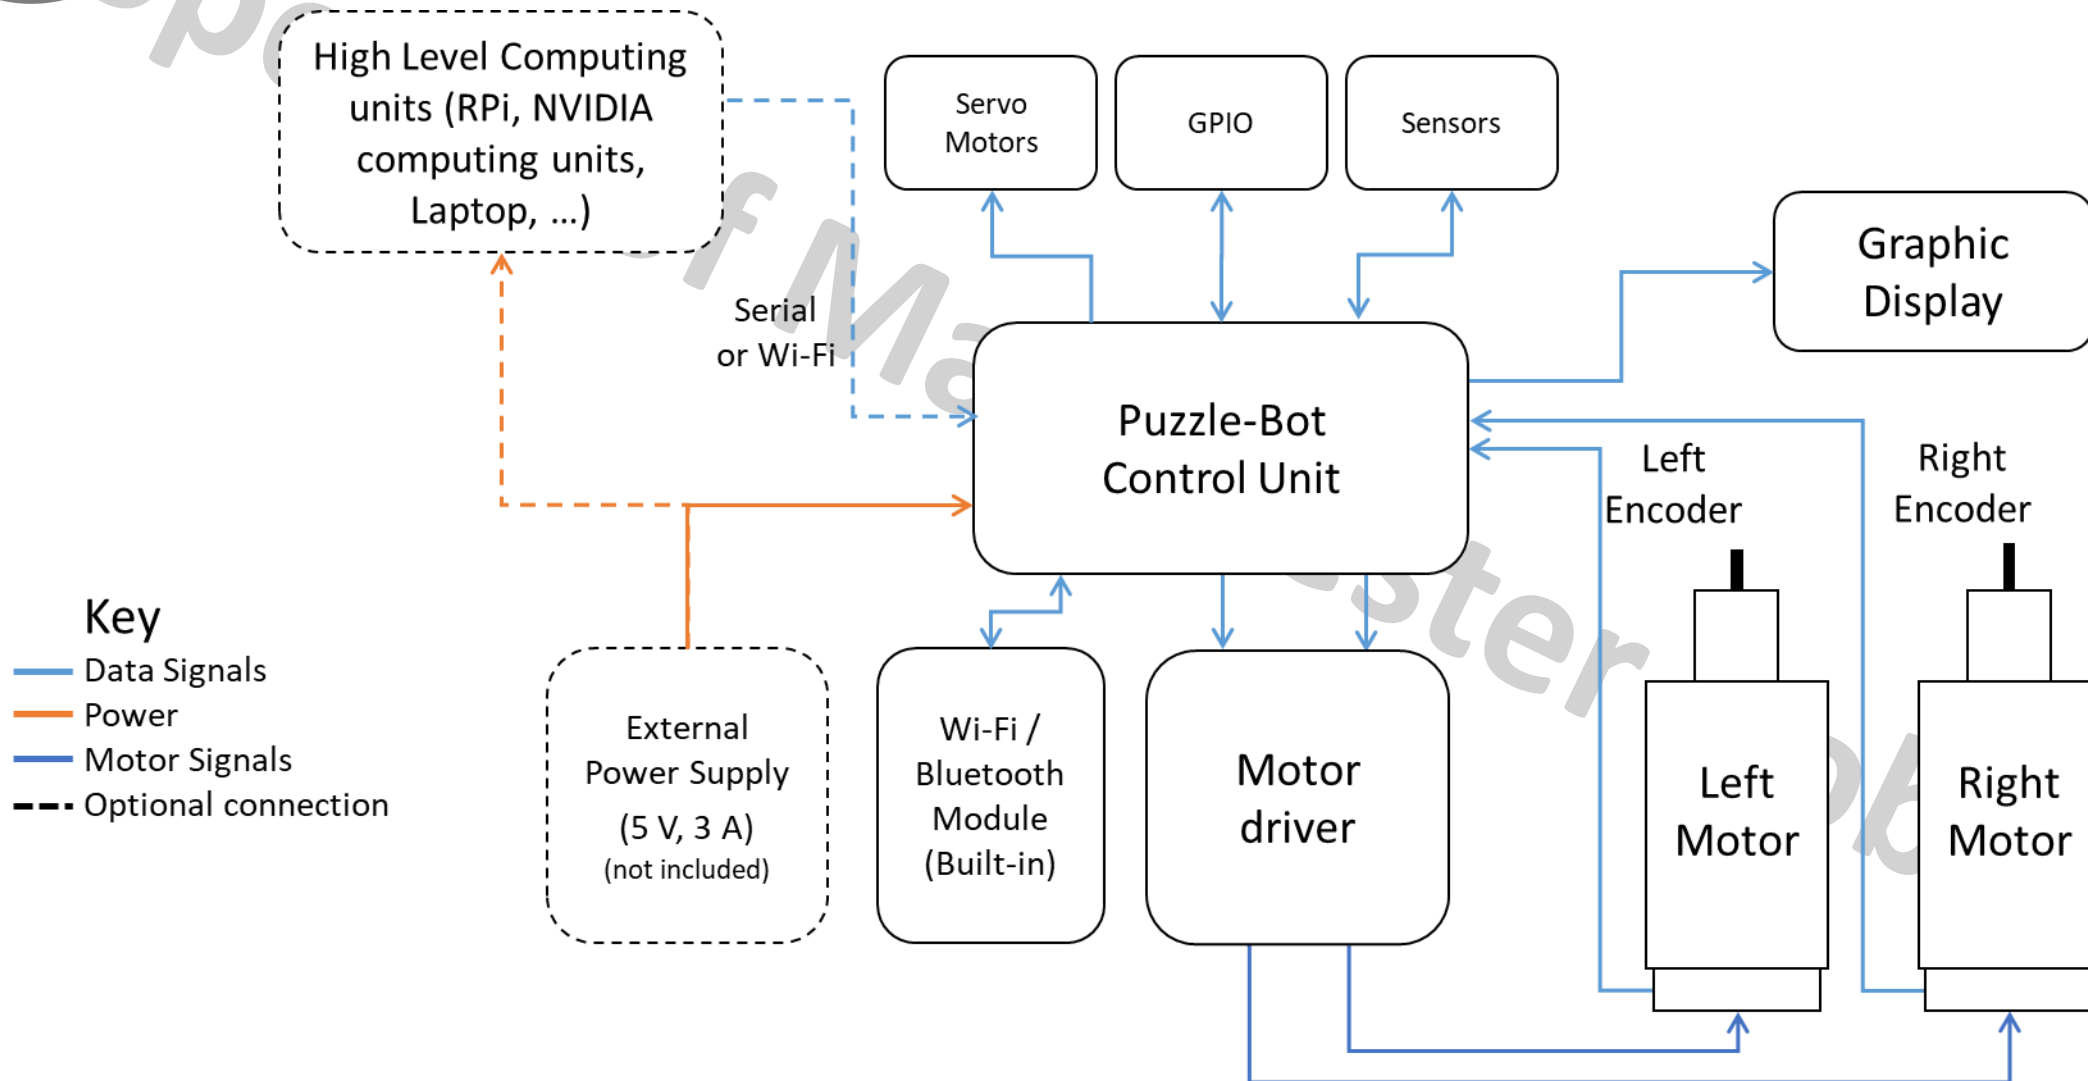 High Level Computing
units (RPi, NVIDIA
computing units,
Laptop, ...)
Servo
Motors
GPIO
Sensors
Graphic
Display
Serial
or Wi-Fi
Puzzle-Bot
Control Unit
Left
Encoder
Right
Encoder
Key
Data Signals
Power
Motor Signals
Optional connection
External
Power Supply
(5 V, 3 A)
(not included)
Wi-Fi /
Bluetooth
Module
(Built-in)
Motor
driver
Left
Motor
Right
Motor